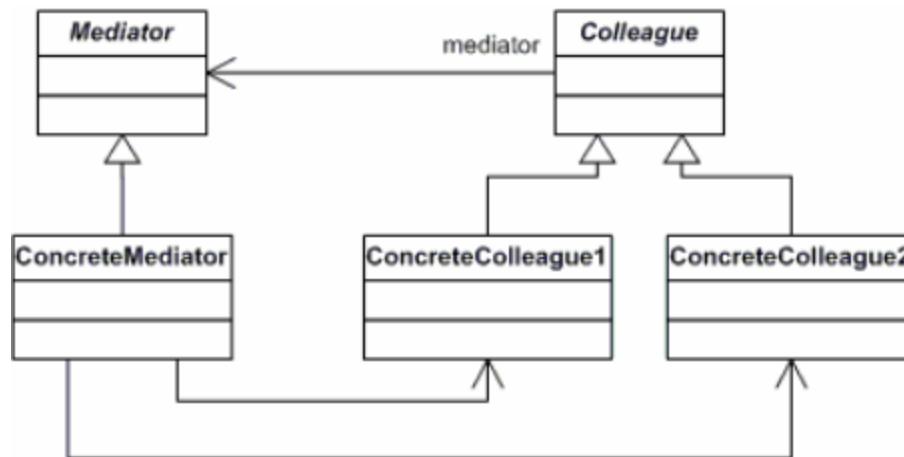 Mediator
mediator
Colleague
ConcreteMediator
ConcreteColleague1
ConcreteColleague2